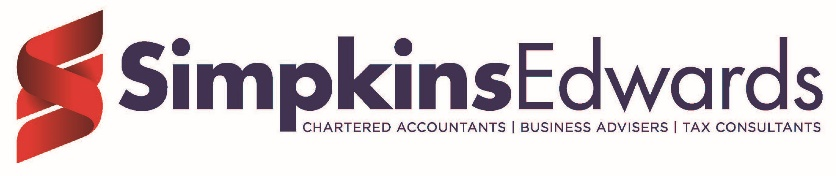 SimpkinsEdwards
CHARTERED ACCOUNTANTS | BUSINESS ADVISERS | TAX CONSULTANTS